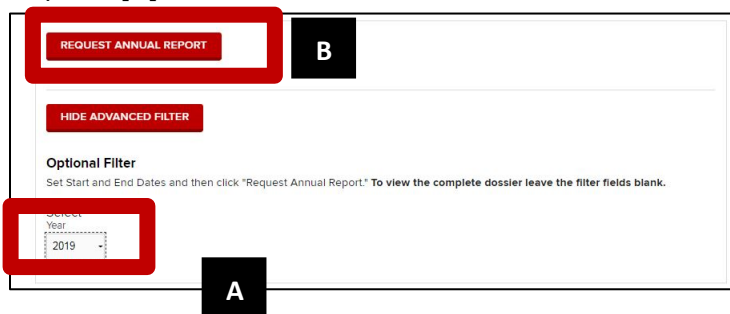 REQUEST ANNUAL REPORT
B
HIDE ADVANCED FILTER
Optional Filter
Set Start and End Dates and then click "Request Annual Report." To view the complete dossier leave the filter fields blank.
Select
Year
2019
A